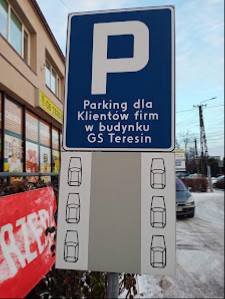 P
Parking dla
Klientów firm
w budynku
GS Teresin